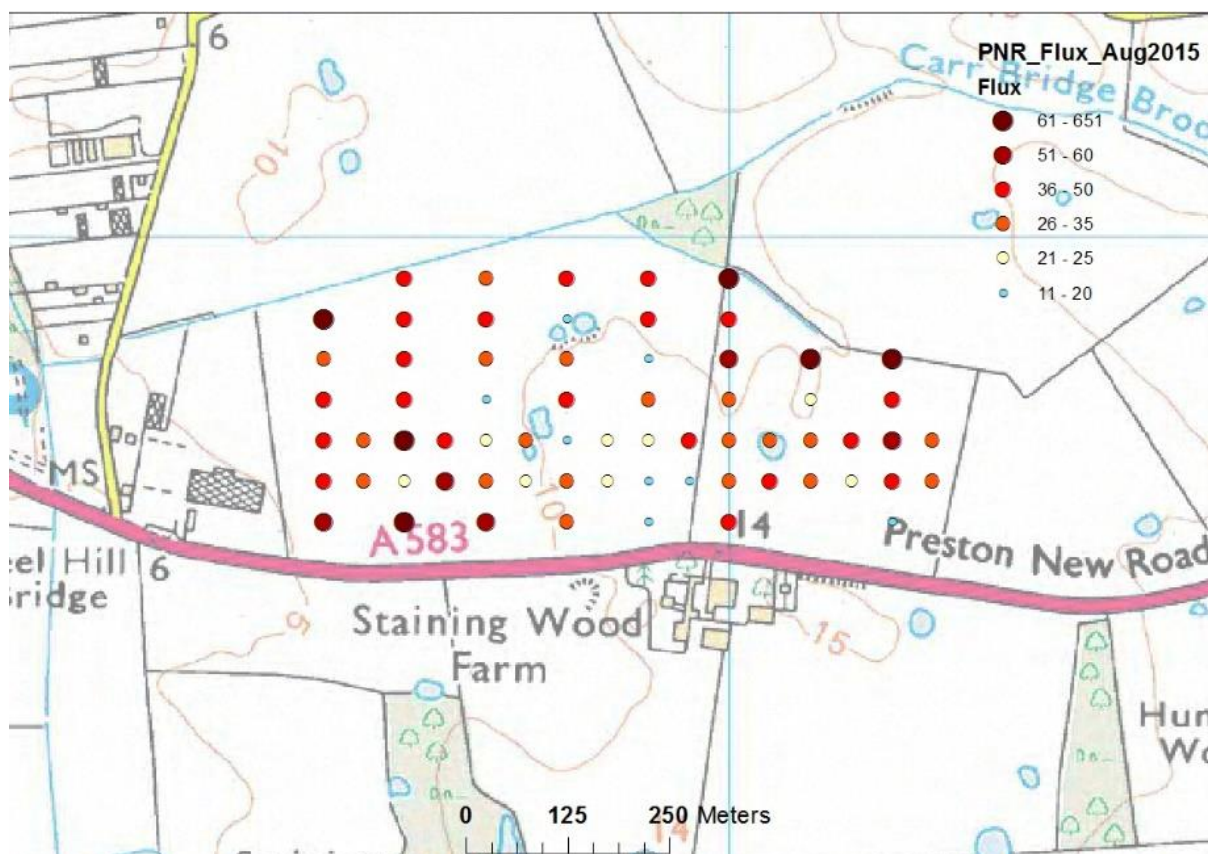 6
PNR_Flux_Aug2015
Carr Bridge Broo
Flux
61 - 651
51 - 60
36 - 50
26 - 35
21 - 25
11 - 20
10
MS
10
A 583
14
Preston New Road
eel Hill
6
ridge
5
Staining Wood
Farm
15
Hun
Wo
0 125 250 Meters
14